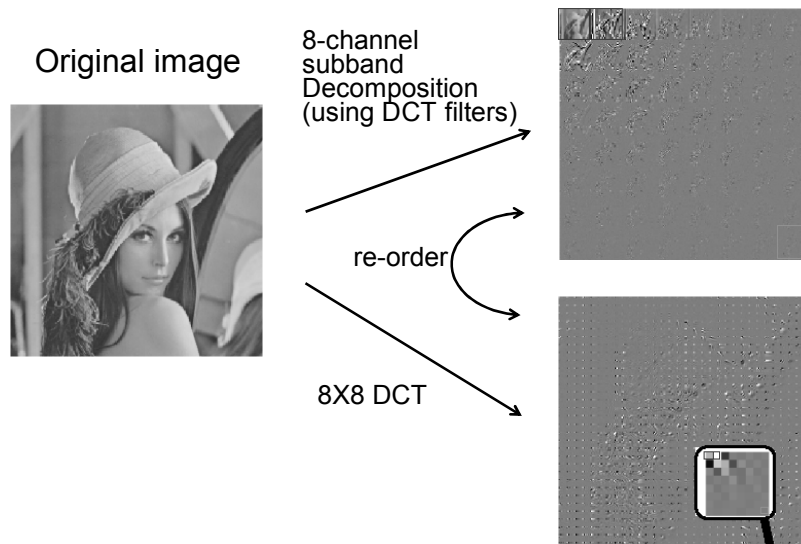 Original image
8-channel
subband
Decomposition
(using DCT filters)
re-order
8X8 DCT